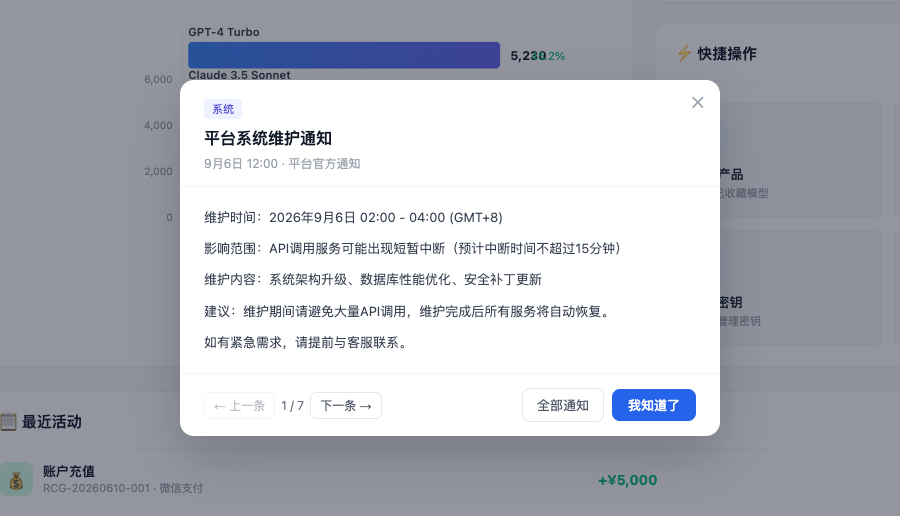 GPT-4 Turbo
5.2%
Claude 3.5 Sonnet
6,000
4,000
2,000
0
⚡ 快捷操作
产品
已收藏模型
密钥
管理密钥
系统
平台系统维护通知
9月6日 12:00 · 平台官方通知
维护时间：2026年9月6日 02:00 - 04:00 (GMT+8)
影响范围：API调用服务可能出现短暂中断（预计中断时间不超过15分钟）
维护内容：系统架构升级、数据库性能优化、安全补丁更新
建议：维护期间请避免大量API调用，维护完成后所有服务将自动恢复。
如有紧急需求，请提前与客服联系。
← 上一条 1 / 7 下一条 → 全部通知 我知道了
最近活动
账户充值
RCG-20260610-001 · 微信支付
+¥5,000